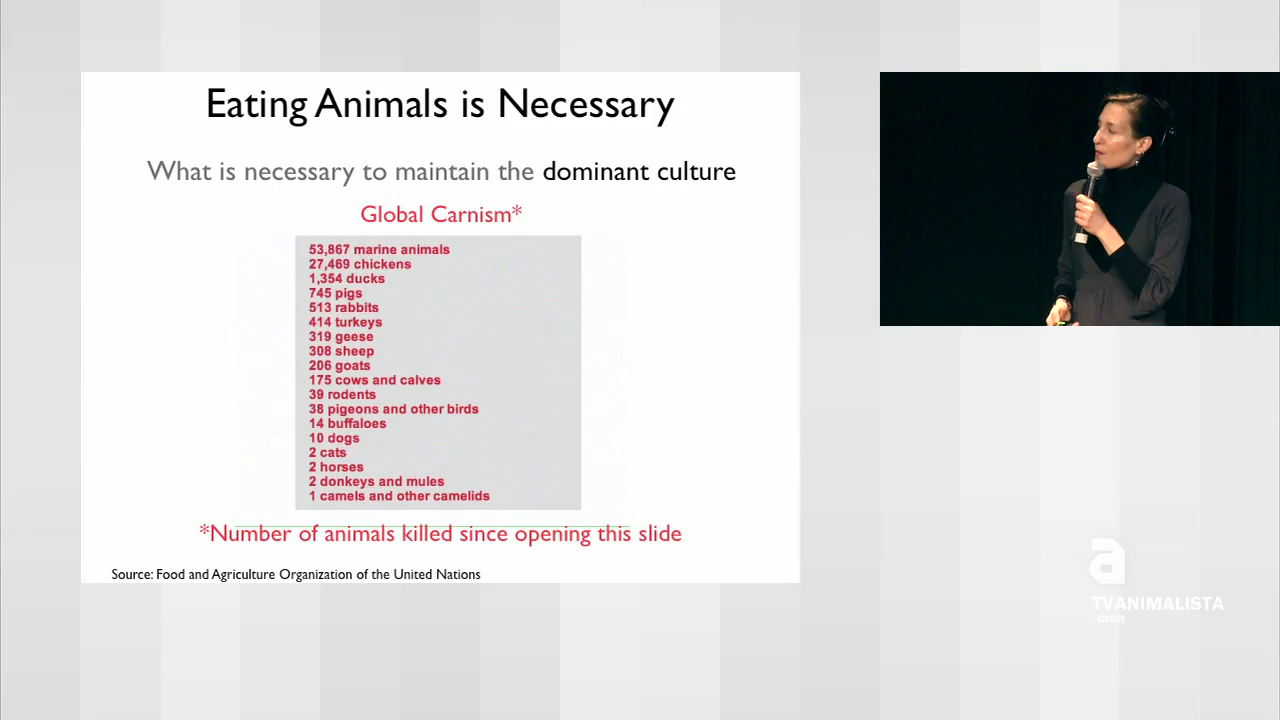 Eating Animals is Necessary
What is necessary to maintain the dominant culture
Global Carnism*
53,867 marine animals
27,469 chickens
1,354 ducks
745 pigs
513 rabbits
414 turkeys
319 geese
308 sheep
206 goats
175 cows and calves
39 rodents
38 pigeons and other birds
14 buffaloes
10 dogs
2 cats
2 horses
2 donkeys and mules
1 camels and other camelids
*Number of animals killed since opening this slide
Source: Food and Agriculture Organization of the United Nations
a
TVANIMALISTA
.com